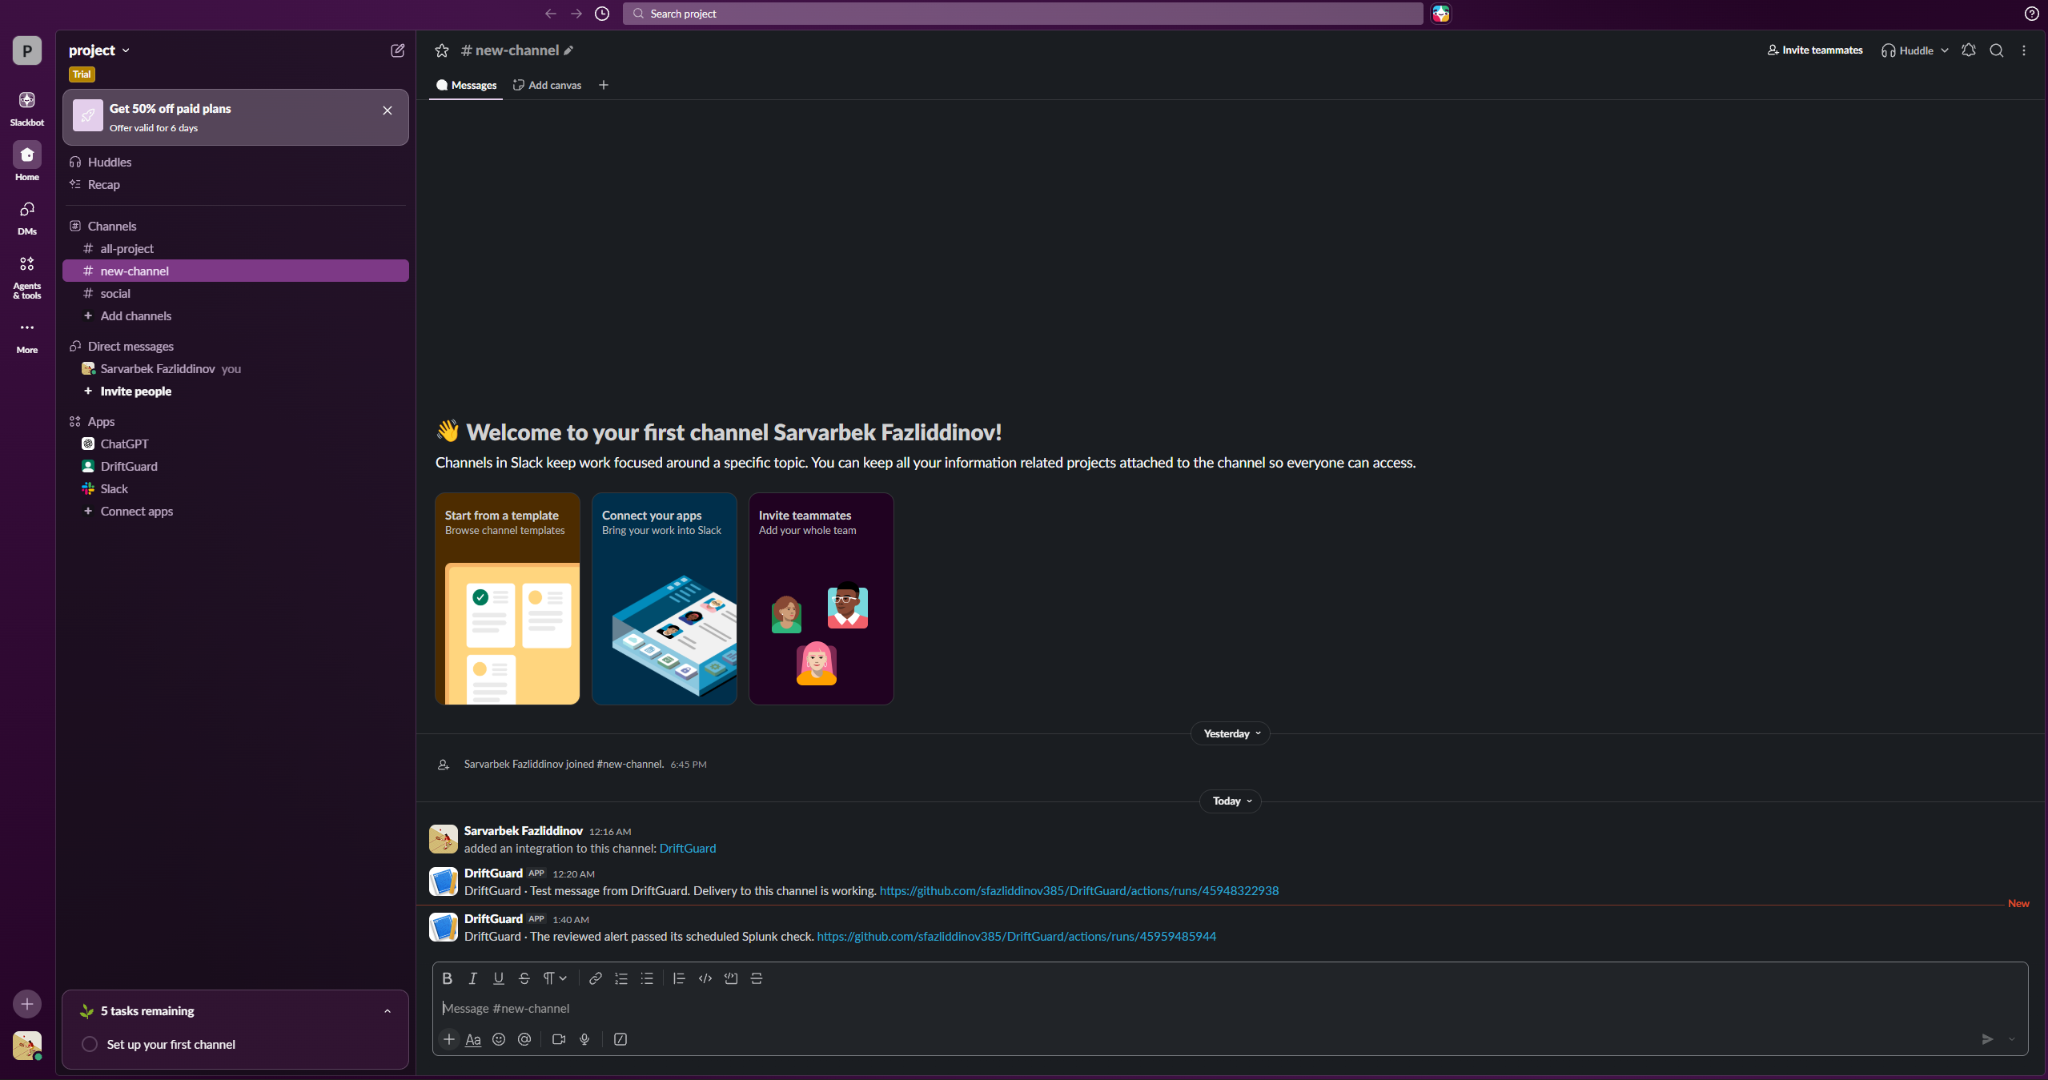 Search project
P
project
Trial
Get 50% off paid plans
Offer valid for 6 days
Slackbot
Home
DMs
Agents
& tools
More
Huddles
Recap
Channels
# all-project
# new-channel
# social
+ Add channels
Direct messages
Sarvarbek Fazliddinov you
+ Invite people
Apps
ChatGPT
DriftGuard
Slack
+ Connect apps
5 tasks remaining
Set up your first channel
# new-channel
Invite teammates
Huddle
Messages
Add canvas
+
👋 Welcome to your first channel Sarvarbek Fazliddinov!
Channels in Slack keep work focused around a specific topic. You can keep all your information related projects attached to the channel so everyone can access.
Start from a template
Browse channel templates
Connect your apps
Bring your work into Slack
Invite teammates
Add your whole team
Yesterday
Sarvarbek Fazliddinov joined #new-channel. 6:45 PM
Today
Sarvarbek Fazliddinov 12:16 AM
added an integration to this channel: DriftGuard
DriftGuard APP 12:20 AM
DriftGuard · Test message from DriftGuard. Delivery to this channel is working. https://github.com/sfazliddinov385/DriftGuard/actions/runs/45948322938
New
DriftGuard APP 1:40 AM
DriftGuard · The reviewed alert passed its scheduled Splunk check. https://github.com/sfazliddinov385/DriftGuard/actions/runs/45959485944
B I U S
Message #new-channel
+ Aa @